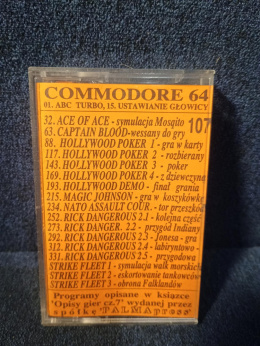 COMMODORE 64
01. ABC TURBO, 15. USTAWIANIE GŁOWICY
107
32. ACE OF ACE - symulacja Mosqito
63. CAPTAIN BLOOD - wessany do gry
88. HOLLYWOOD POKER 1 - gra w karty
117. HOLLYWOOD POKER 2 - rozbierany
143. HOLLYWOOD POKER 3 - poker
169. HOLLYWOOD POKER 4 - z dziewczyną
193. HOLLYWOOD DEMO - finał grania
215. MAGIC JOHNSON - gra w koszykówkę
234. NATO ASSAULT COUR. - tor przeszkód
252. RICK DANGEROUS 2.1 - kolejna część
273. RICK DANGER. 2.2 - przygód Indiany
292. RICK DANGEROUS 2.3 - Jonesa - gra
312. RICK DANGEROUS 2.4 - labiryntowo
331. RICK DANGEROUS 2.5 - przygodowa
STRIKE FLEET 1 - symulacja walk morskich
STRIKE FLEET 2 - eskortowanie tankowców
STRIKE FLEET 3 - obrona Falklandów
Programy opisane w książce
"Opisy gier cz.7" wydanej przez
spółkę "PALMApress"